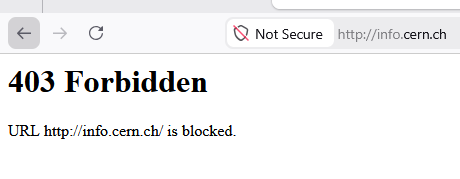 Not Secure http://info.cern.ch
403 Forbidden
URL http://info.cern.ch/ is blocked.